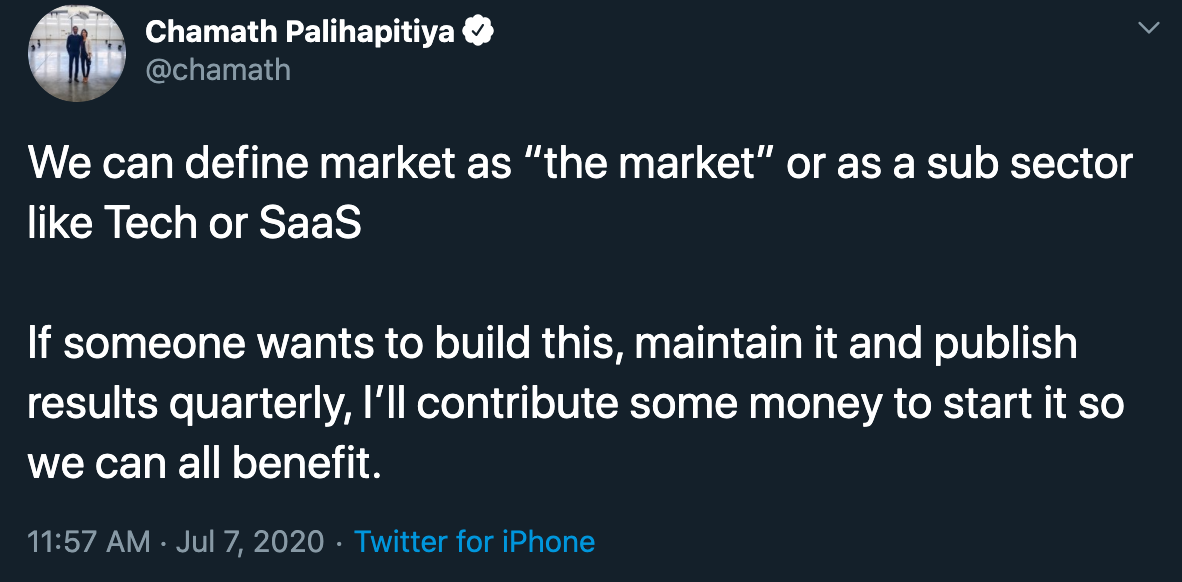 Chamath Palihapitiya
@chamath
We can define market as “the market” or as a sub sector
like Tech or SaaS
If someone wants to build this, maintain it and publish
results quarterly, I’ll contribute some money to start it so
we can all benefit.
11:57 AM · Jul 7, 2020 · Twitter for iPhone